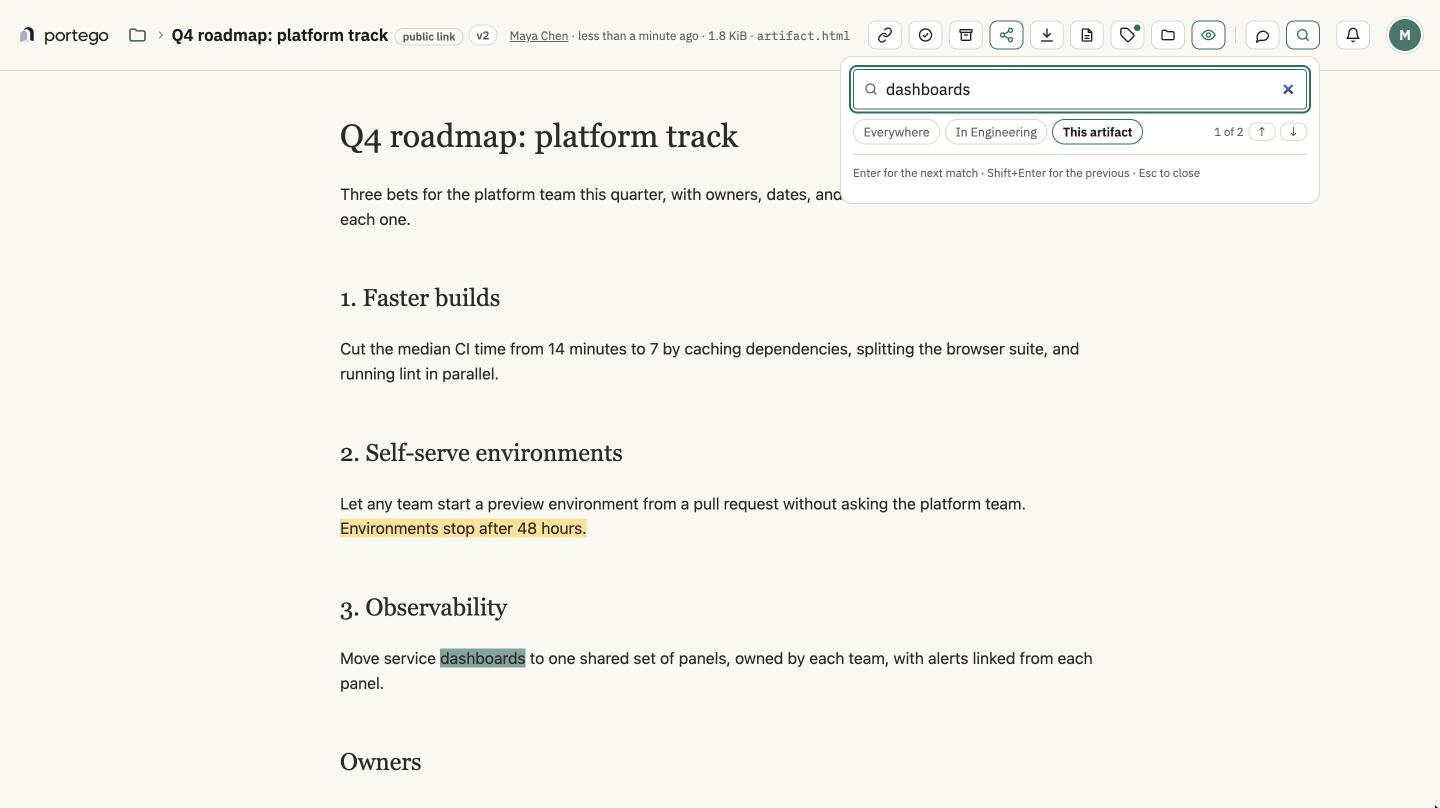 portego
Q4 roadmap: platform track
public link
v2
Maya Chen · less than a minute ago · 1.8 KiB · artifact.html
M
dashboards
Everywhere
In Engineering
This artifact
1 of 2
Enter for the next match · Shift+Enter for the previous · Esc to close
Q4 roadmap: platform track
Three bets for the platform team this quarter, with owners, dates, and
each one.
1. Faster builds
Cut the median CI time from 14 minutes to 7 by caching dependencies, splitting the browser suite, and
running lint in parallel.
2. Self-serve environments
Let any team start a preview environment from a pull request without asking the platform team.
Environments stop after 48 hours.
3. Observability
Move service dashboards to one shared set of panels, owned by each team, with alerts linked from each
panel.
Owners